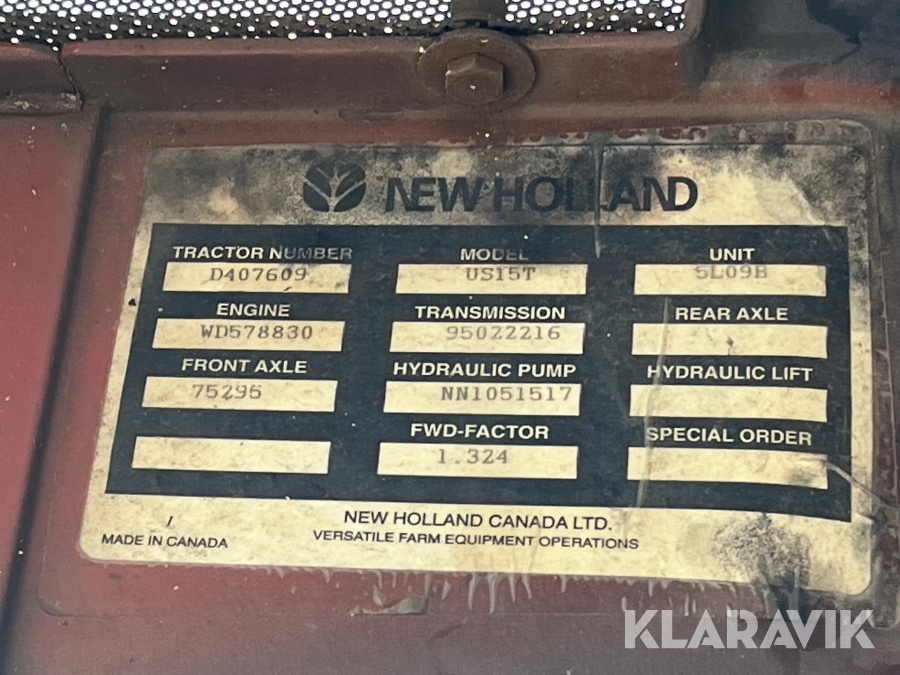 NEW HOLLAND
TRACTOR NUMBER MODEL UNIT
D407609 US15T 5L09B
ENGINE TRANSMISSION REAR AXLE
WD578830 95022216
FRONT AXLE HYDRAULIC PUMP HYDRAULIC LIFT
75296 NN1051517
FWD-FACTOR SPECIAL ORDER
1.324
/
NEW HOLLAND CANADA LTD.
MADE IN CANADA VERSATILE FARM EQUIPMENT OPERATIONS
KLARAVIK